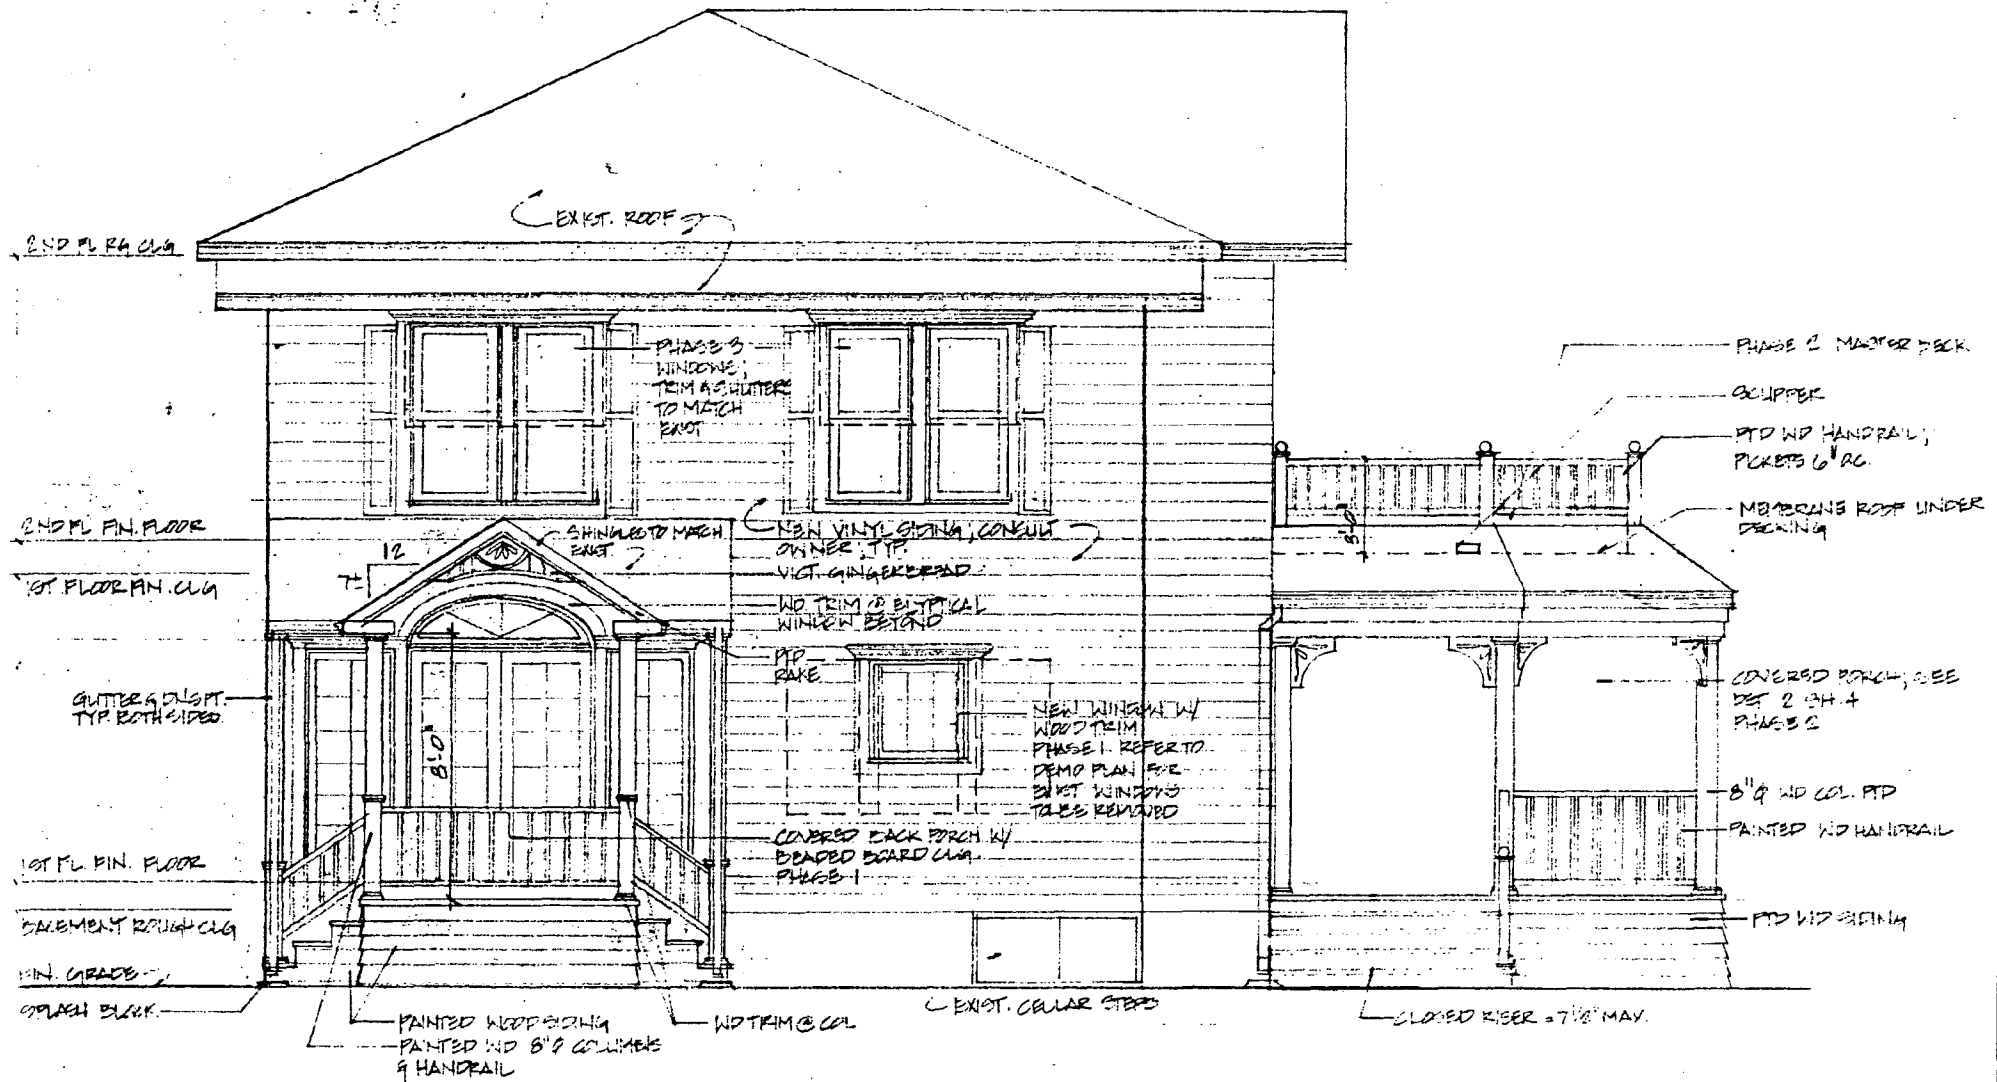 EXIST. ROOF
2ND FL RG CLG
PHASE 3
WINDOWS;
TRIM & SHUTTERS
TO MATCH
EXIST
PHASE 2 MASTER DECK
SCUPPER
PTD WD HANDRAIL;
PICKETS 6" OC.
MEMBRANE ROOF UNDER
DECKING
3'-0"
2ND FL FIN. FLOOR
SHINGLES TO MATCH
EXIST.
NEW VINYL SIDING; CONSULT
OWNER, TYP.
12
7
VICT. GINGERBREAD
1ST FLOOR FIN. CLG
WD TRIM @ ELYPTICAL
WINDOW BEYOND
PTD
RAKE
GUTTER & DNSPT.
TYP. BOTH SIDES
8'-0"
NEW WINDOW W/
WOOD TRIM
PHASE 1. REFER TO
DEMO PLAN FOR
EXIST WINDOWS
TO BE REMOVED
COVERED PORCH; SEE
DET 2 SH. 4
PHASE 2
8"φ WD COL. PTD
PAINTED WD HANDRAIL
COVERED BACK PORCH W/
BEADED BOARD CLG.
PHASE 1
1ST FL. FIN. FLOOR
BASEMENT ROUGH CLG
PTD WD SIDING
FIN. GRADE
SPLASH BLOCK
EXIST. CELLAR STEPS
CLOSED RISER = 7 1/2" MAX.
PAINTED WOOD SIDING
WD TRIM @ COL
PAINTED WD 8"φ COLUMNS
& HANDRAIL